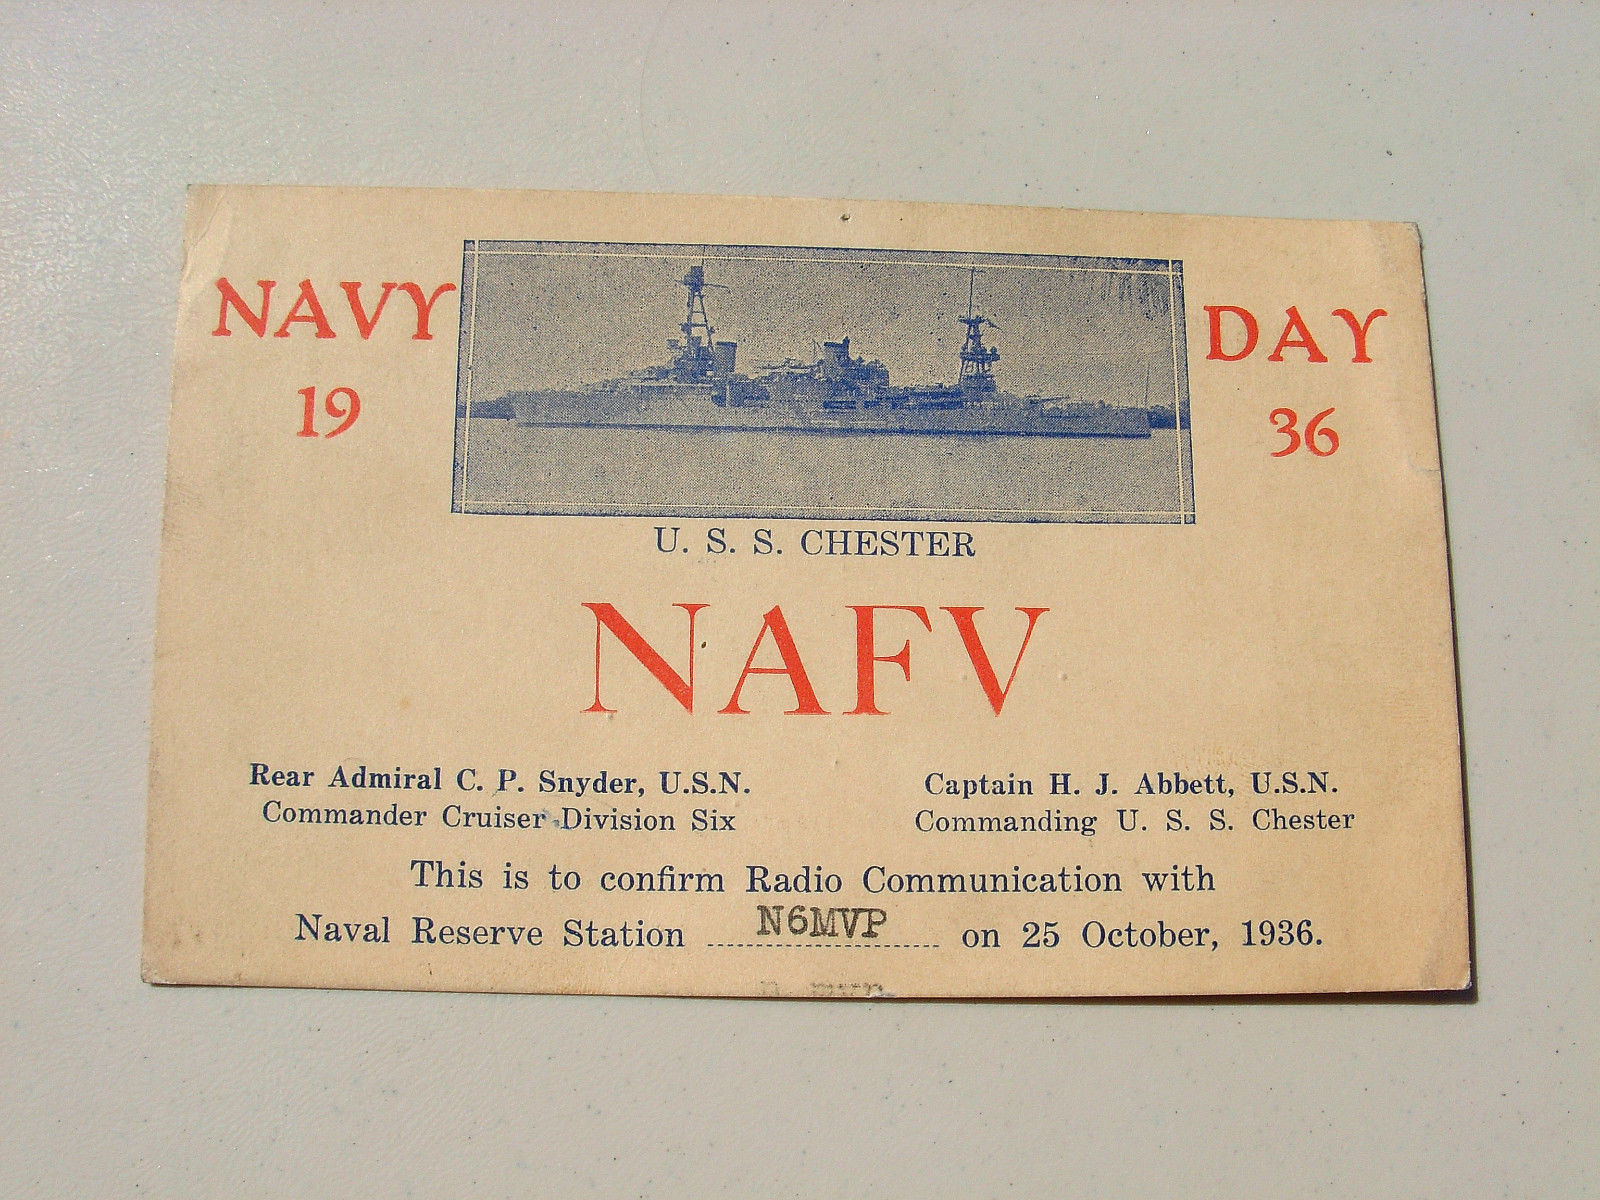 NAVY DAY
19 36
U. S. S. CHESTER
NAFV
Rear Admiral C. P. Snyder, U.S.N.
Commander Cruiser Division Six
Captain H. J. Abbett, U.S.N.
Commanding U. S. S. Chester
This is to confirm Radio Communication with
Naval Reserve Station N6MVP on 25 October, 1936.